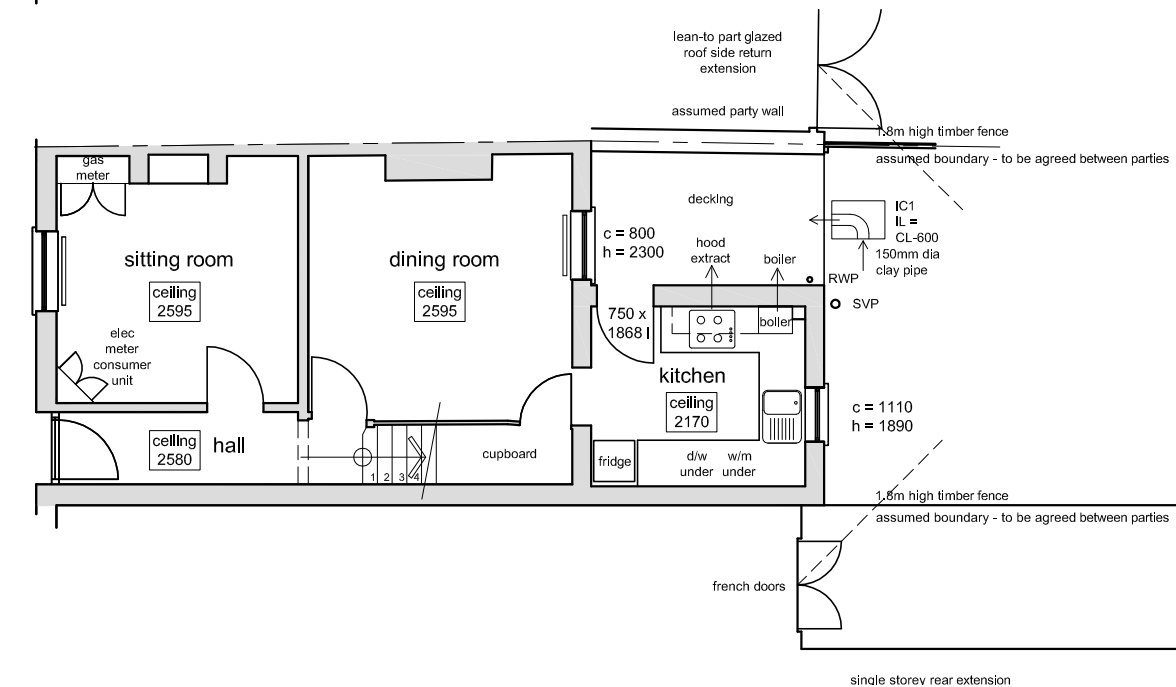 lean-to part glazed
roof side return
extension
assumed party wall
1.8m high timber fence
assumed boundary - to be agreed between parties
gas
meter
decking
IC1
IL =
CL-600
150mm dia
clay pipe
c = 800
h = 2300
hood
extract
boiler
sitting room
ceiling
2595
dining room
ceiling
2595
RWP
SVP
750 x
1868 l
boiler
elec
meter
consumer
unit
kitchen
ceiling
2170
c = 1110
h = 1890
ceiling
2580
hall
cupboard
1 2 3 4
fridge
d/w
under
w/m
under
1.8m high timber fence
assumed boundary - to be agreed between parties
french doors
single storey rear extension